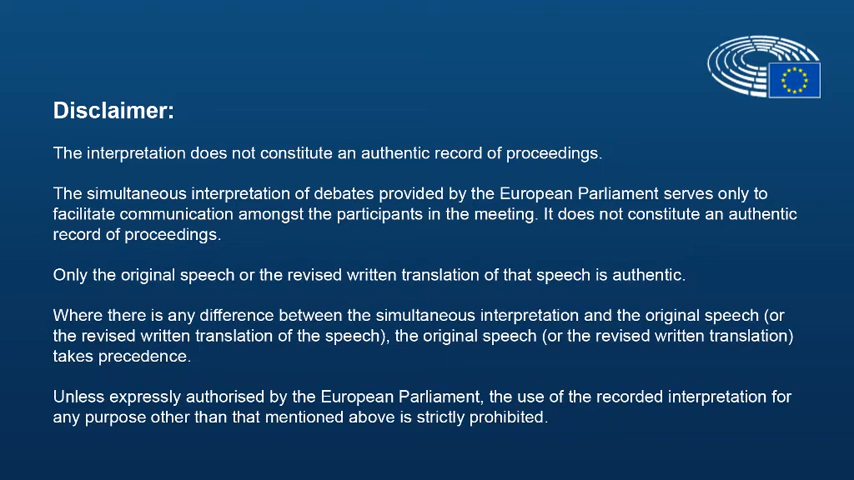 Disclaimer:
The interpretation does not constitute an authentic record of proceedings.
The simultaneous interpretation of debates provided by the European Parliament serves only to
facilitate communication amongst the participants in the meeting. It does not constitute an authentic
record of proceedings.
Only the original speech or the revised written translation of that speech is authentic.
Where there is any difference between the simultaneous interpretation and the original speech (or
the revised written translation of the speech), the original speech (or the revised written translation)
takes precedence.
Unless expressly authorised by the European Parliament, the use of the recorded interpretation for
any purpose other than that mentioned above is strictly prohibited.